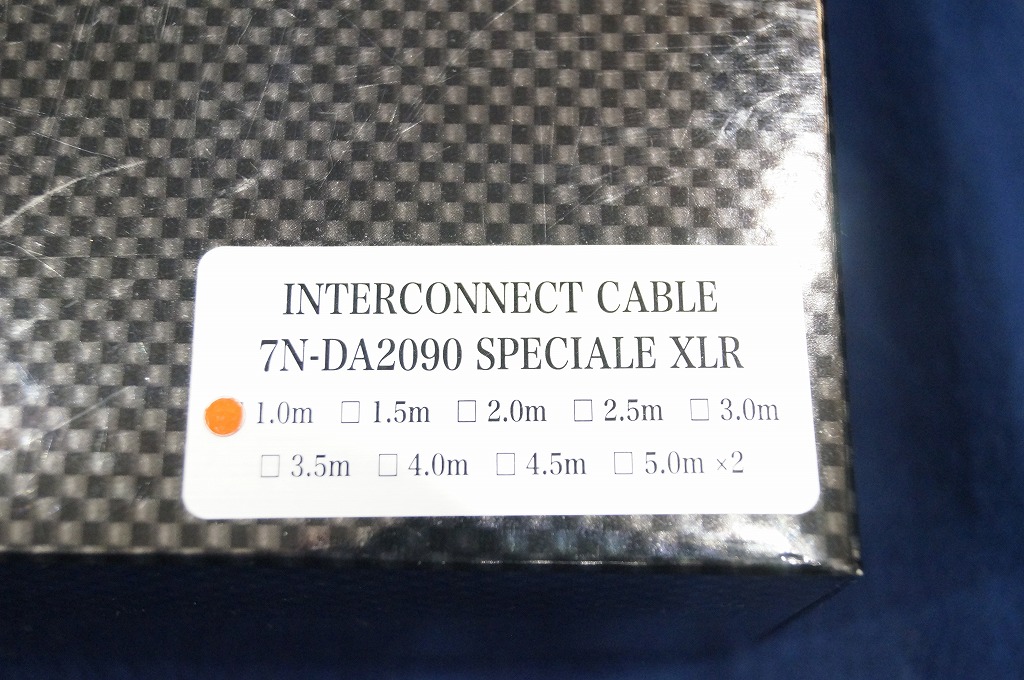 INTERCONNECT CABLE
7N-DA2090 SPECIALE XLR
1.0m □ 1.5m □ 2.0m □ 2.5m □ 3.0m
□ 3.5m □ 4.0m □ 4.5m □ 5.0m ×2